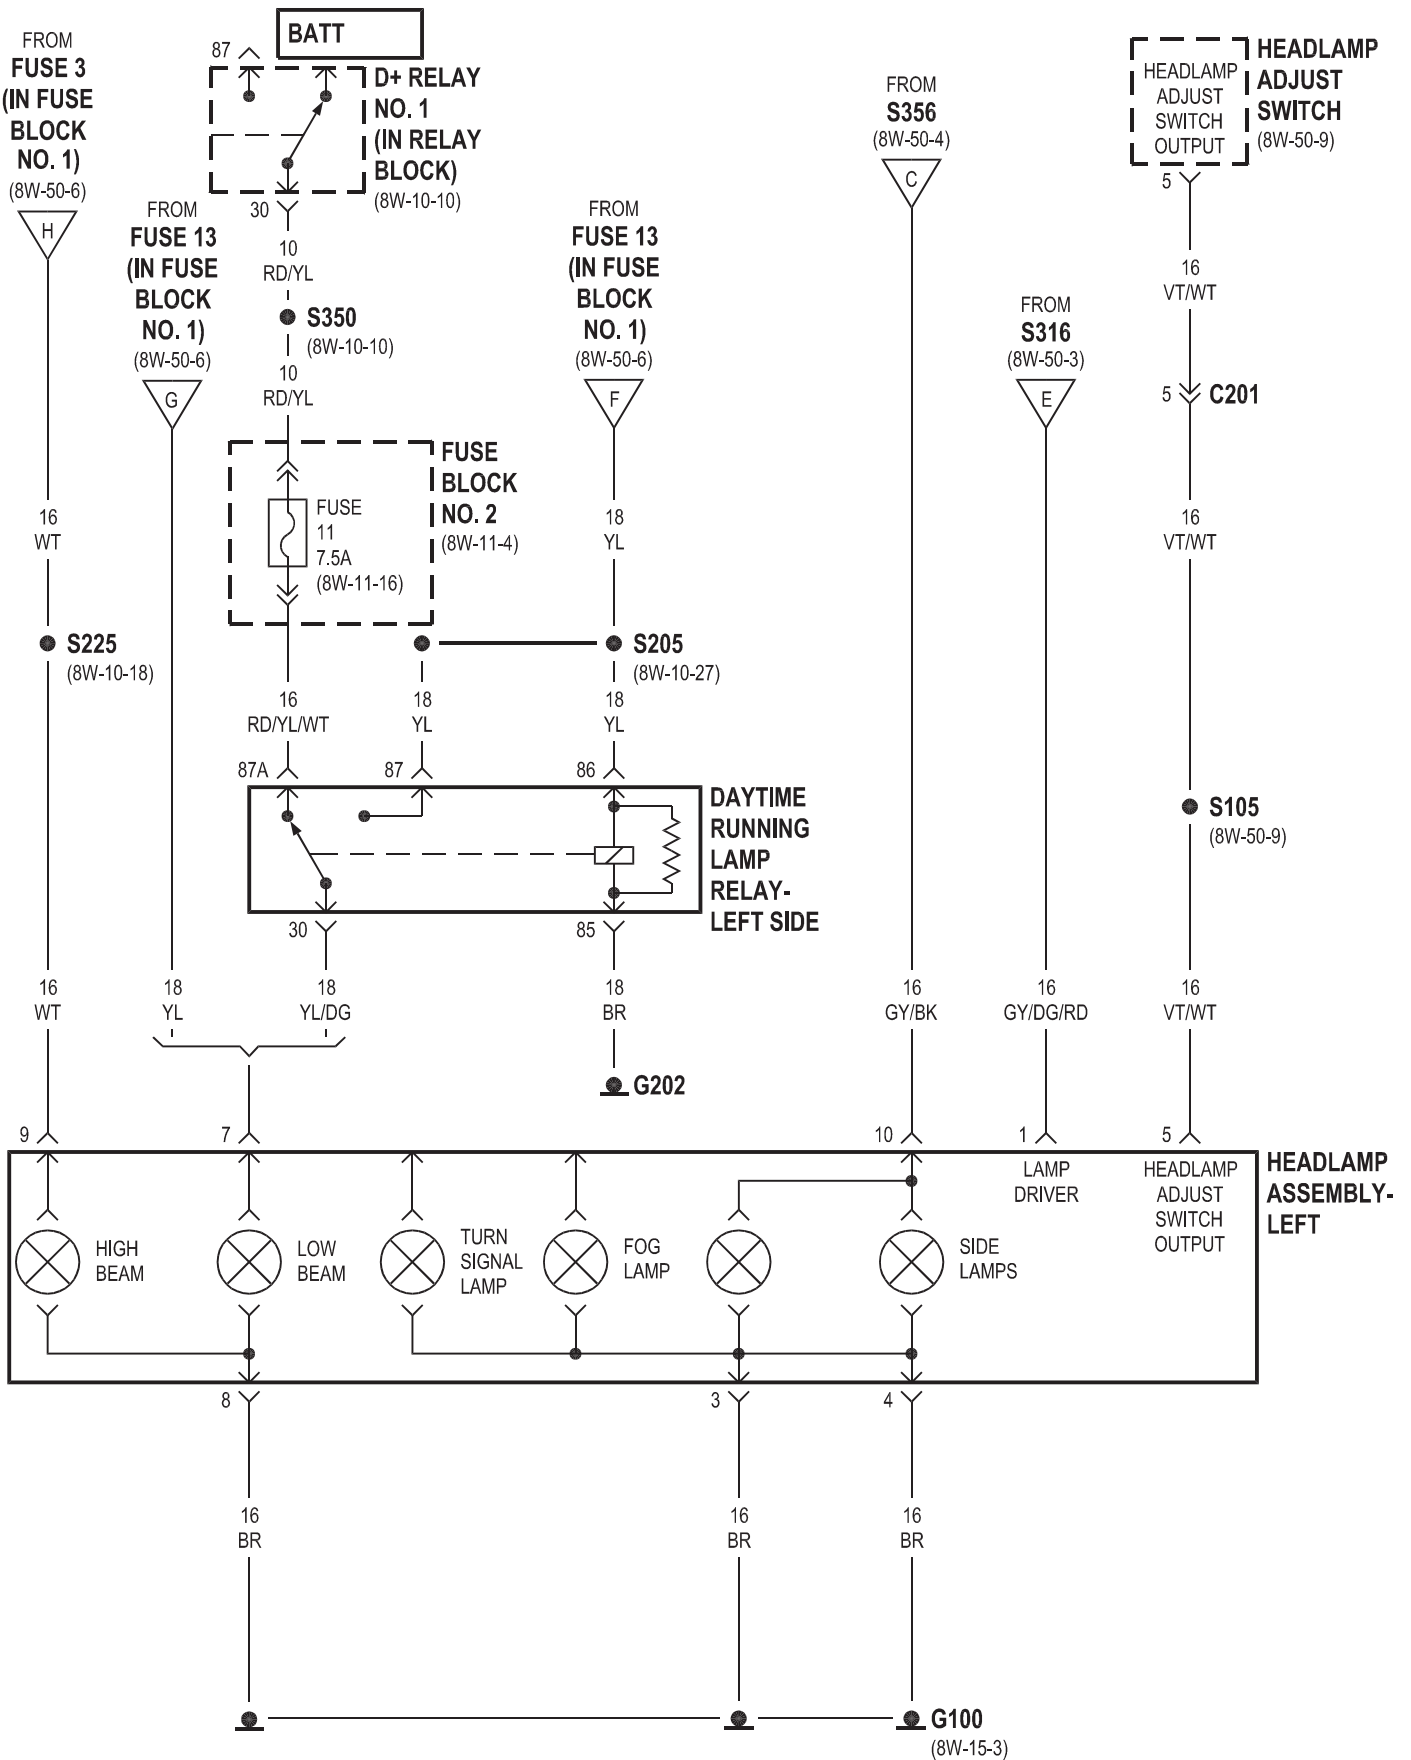 BATT
87
D+ RELAY
NO. 1
(IN RELAY
BLOCK)
(8W-10-10)
30
FROM
FUSE 3
(IN FUSE
BLOCK
NO. 1)
(8W-50-6)
H
FROM
FUSE 13
(IN FUSE
BLOCK
NO. 1)
(8W-50-6)
G
10
RD/YL
S350
(8W-10-10)
10
RD/YL
FROM
FUSE 13
(IN FUSE
BLOCK
NO. 1)
(8W-50-6)
F
FROM
S356
(8W-50-4)
C
FROM
S316
(8W-50-3)
E
HEADLAMP
ADJUST
SWITCH
OUTPUT
HEADLAMP
ADJUST
SWITCH
(8W-50-9)
5
16
VT/WT
5
C201
FUSE
BLOCK
NO. 2
(8W-11-4)
FUSE
11
7.5A
(8W-11-16)
16
WT
18
YL
16
VT/WT
S225
(8W-10-18)
S205
(8W-10-27)
16
RD/YL/WT
18
YL
18
YL
87A
87
86
DAYTIME
RUNNING
LAMP
RELAY-
LEFT SIDE
30
85
S105
(8W-50-9)
16
WT
18
YL
18
YL/DG
18
BR
16
GY/BK
16
GY/DG/RD
16
VT/WT
G202
9
7
10
1
5
LAMP
DRIVER
HEADLAMP
ADJUST
SWITCH
OUTPUT
HEADLAMP
ASSEMBLY-
LEFT
HIGH
BEAM
LOW
BEAM
TURN
SIGNAL
LAMP
FOG
LAMP
SIDE
LAMPS
8
3
4
16
BR
16
BR
16
BR
G100
(8W-15-3)